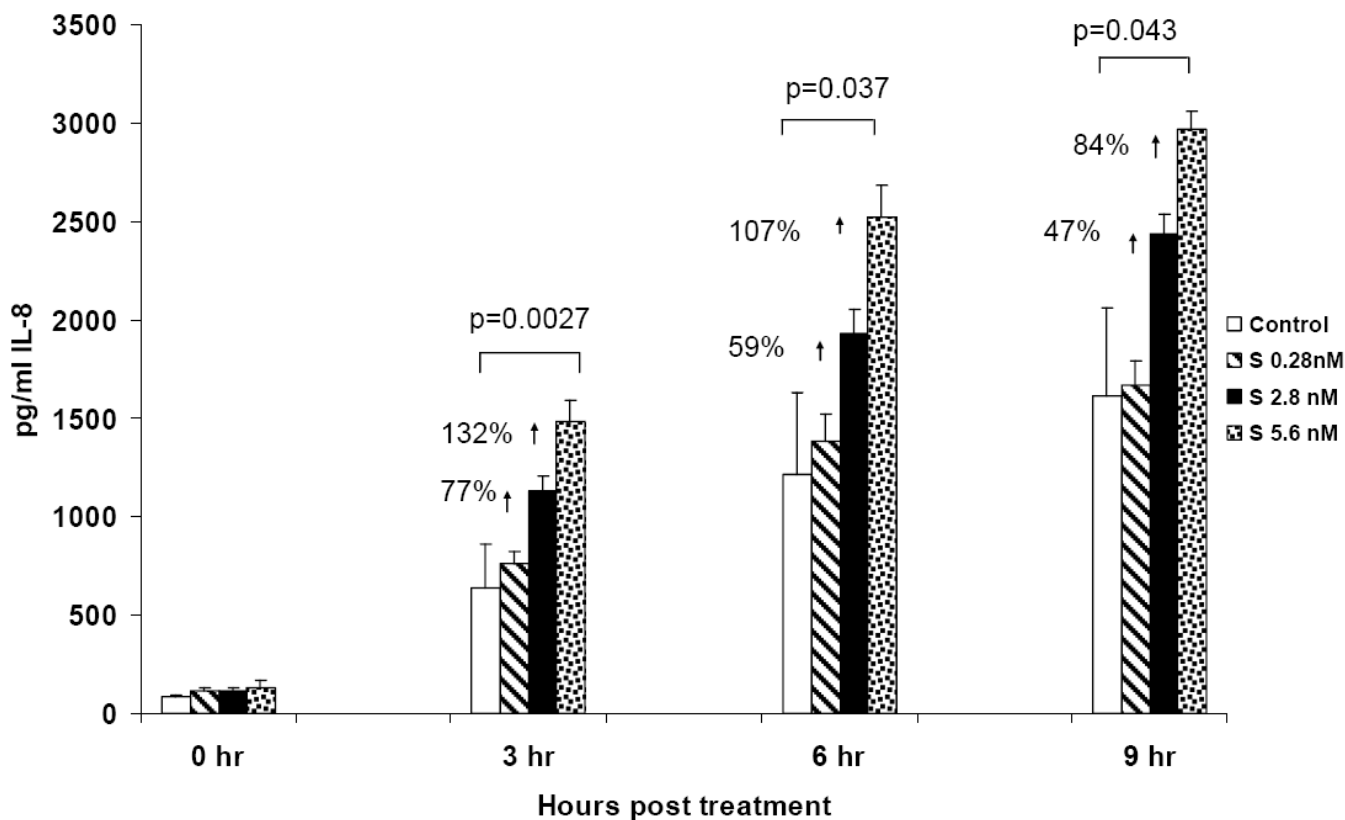 3500
3000
2500
2000
1500
1000
500
0
pg/ml IL-8
p=0.0027
132%
77%
p=0.037
107%
59%
p=0.043
84%
47%
Control
S 0.28nM
S 2.8 nM
S 5.6 nM
0 hr
3 hr
6 hr
9 hr
Hours post treatment